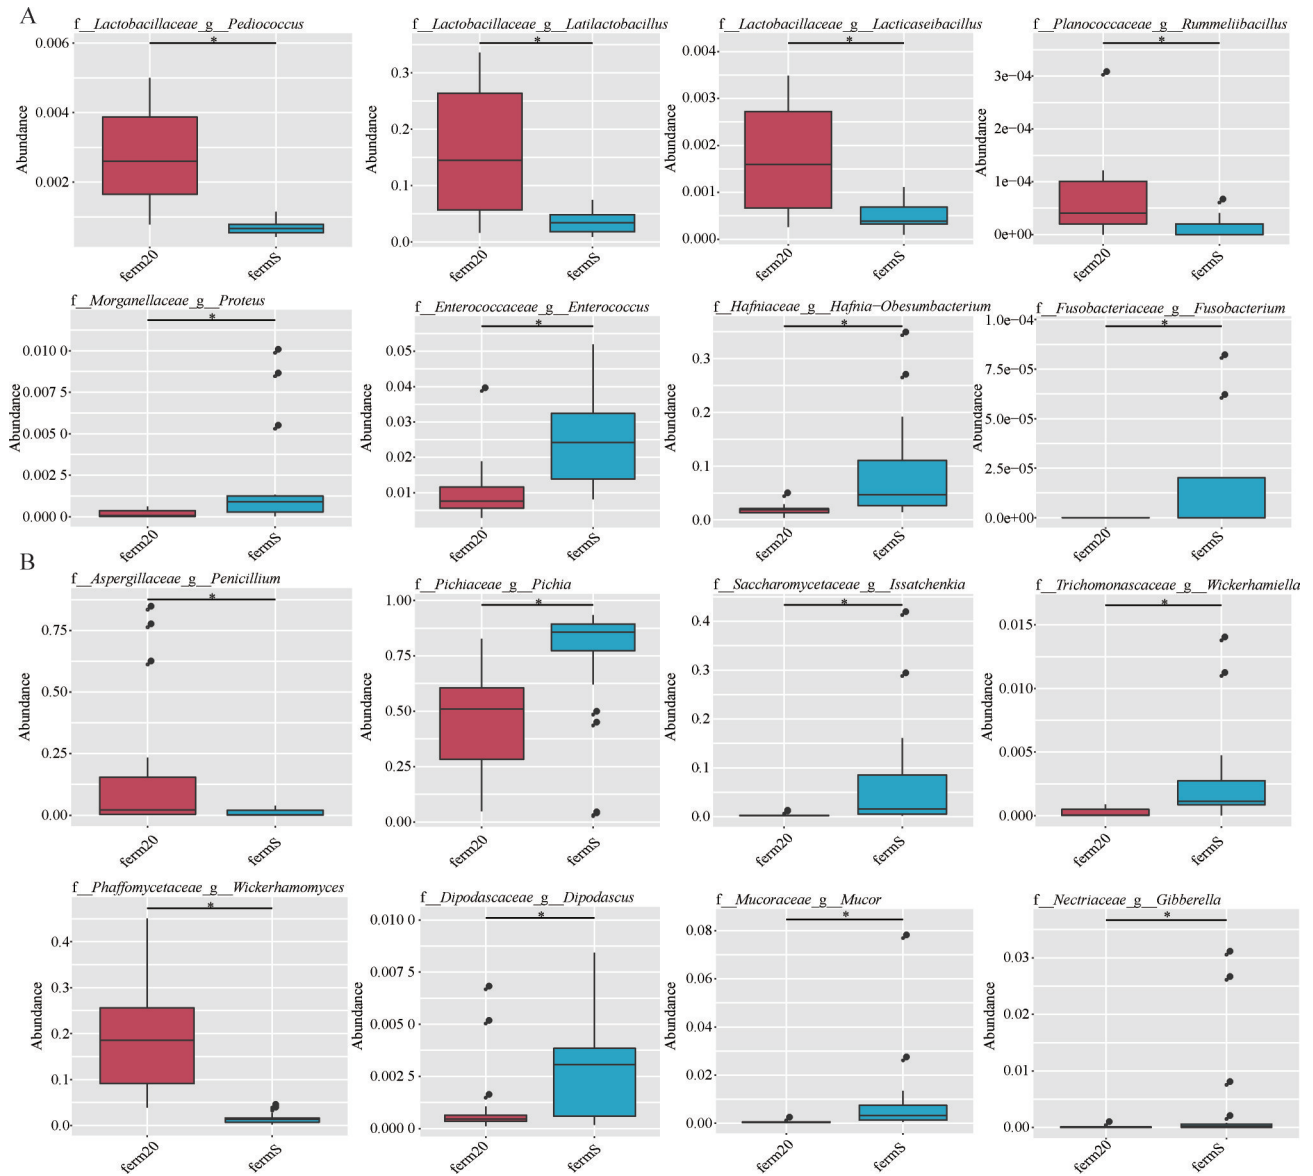 A
f__Lactobacillaceae_g__Pediococcus
*
Abundance
0.006
0.004
0.002
ferm20
fermS
f__Lactobacillaceae_g__Latilactobacillus
*
Abundance
0.3
0.2
0.1
0.0
ferm20
fermS
f__Lactobacillaceae_g__Lacticaseibacillus
*
Abundance
0.004
0.003
0.002
0.001
0.000
ferm20
fermS
f__Planococcaceae_g__Rummeliibacillus
*
Abundance
3e−04
2e−04
1e−04
0e+00
ferm20
fermS
f__Morganellaceae_g__Proteus
*
Abundance
0.010 0
0.007 5
0.005 0
0.002 5
0.000 0
ferm20
fermS
f__Enterococcaceae_g__Enterococcus
*
Abundance
0.05
0.04
0.03
0.02
0.01
ferm20
fermS
f__Hafniaceae_g__Hafnia−Obesumbacterium
*
Abundance
0.3
0.2
0.1
0.0
ferm20
fermS
f__Fusobacteriaceae_g__Fusobacterium
*
Abundance
1.0e−04
7.5e−05
5.0e−05
2.5e−05
0.0e+00
ferm20
fermS
B
f__Aspergillaceae_g__Penicillium
*
Abundance
0.75
0.50
0.25
0.00
ferm20
fermS
f__Pichiaceae_g__Pichia
*
Abundance
1.00
0.75
0.50
0.25
0.00
ferm20
fermS
f__Saccharomycetaceae_g__Issatchenkia
*
Abundance
0.4
0.3
0.2
0.1
0.0
ferm20
fermS
f__Trichomonascaceae_g__Wickerhamiella
*
Abundance
0.015
0.010
0.005
0.000
ferm20
fermS
f__Phaffomycetaceae_g__Wickerhamomyces
*
Abundance
0.4
0.3
0.2
0.1
0.0
ferm20
fermS
f__Dipodascaceae_g__Dipodascus
*
Abundance
0.010 0
0.007 5
0.005 0
0.002 5
0.000 0
ferm20
fermS
f__Mucoraceae_g__Mucor
*
Abundance
0.08
0.06
0.04
0.02
0.00
ferm20
fermS
f__Nectriaceae_g__Gibberella
*
Abundance
0.03
0.02
0.01
0.00
ferm20
fermS